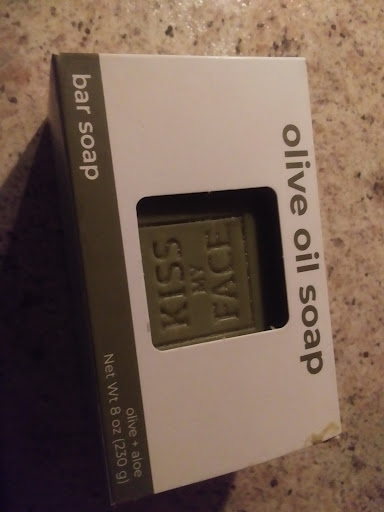 olive oil soap
KISS
MY
FACE
bar soap
olive + aloe
Net Wt 8 oz (230 g)